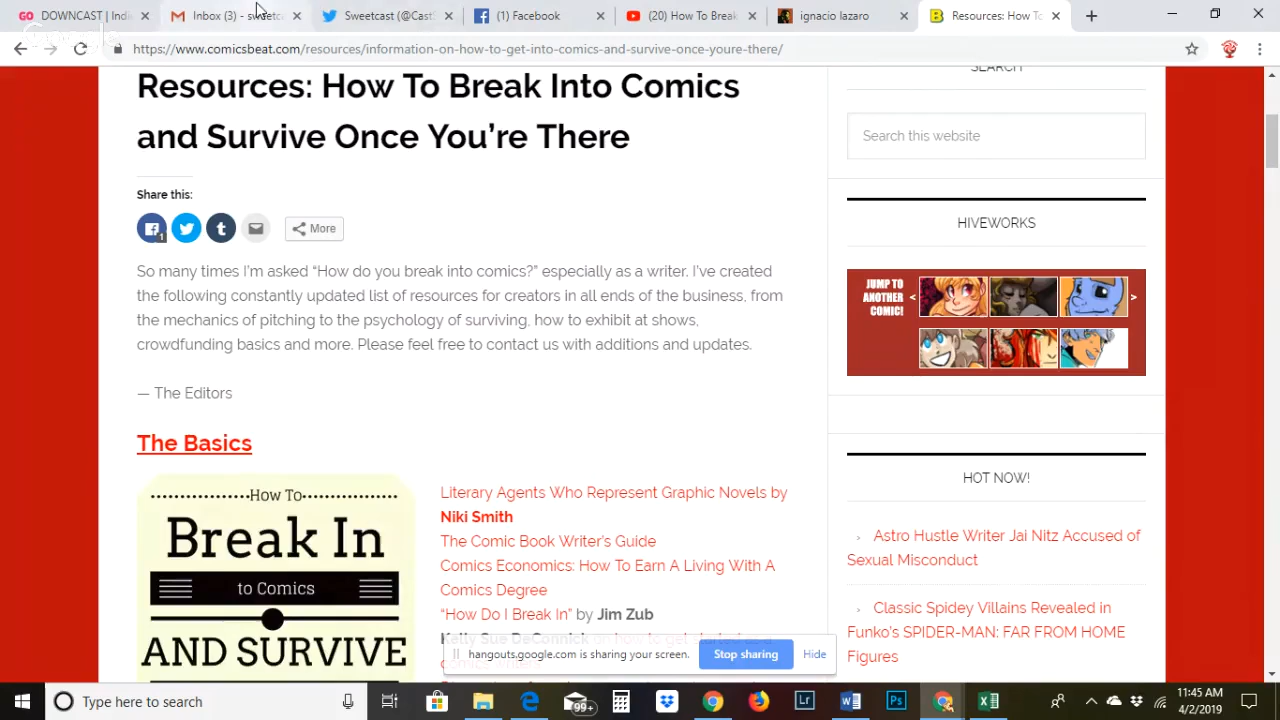 DOWNCAST
Inbox (3) - sweetc
Sweetcast (@CastS
(1) Facebook
(20) How To Bre
ignacio lazaro
Resources: How To
https://www.comicsbeat.com/resources/information-on-how-to-get-into-comics-and-survive-once-youre-there/
Resources: How To Break Into Comics
and Survive Once You're There
Share this:
1
More
So many times I'm asked “How do you break into comics?” especially as a writer. I've created
the following constantly updated list of resources for creators in all ends of the business, from
the mechanics of pitching to the psychology of surviving, how to exhibit at shows,
crowdfunding basics and more. Please feel free to contact us with additions and updates.
— The Editors
The Basics
How To
Break In
to Comics
AND SURVIVE
Literary Agents Who Represent Graphic Novels by
Niki Smith
The Comic Book Writer's Guide
Comics Economics: How To Earn A Living With A
Comics Degree
“How Do I Break In” by Jim Zub
Kelly Sue DeConnick on how to get started as a
SEARCH
Search this website
HIVEWORKS
JUMP TO
ANOTHER
COMIC!
< >
HOT NOW!
› Astro Hustle Writer Jai Nitz Accused of
Sexual Misconduct
› Classic Spidey Villains Revealed in
Funko's SPIDER-MAN: FAR FROM HOME
Figures
hangouts.google.com is sharing your screen.
Stop sharing
Hide
Type here to search
99+
11:45 AM
4/2/2019